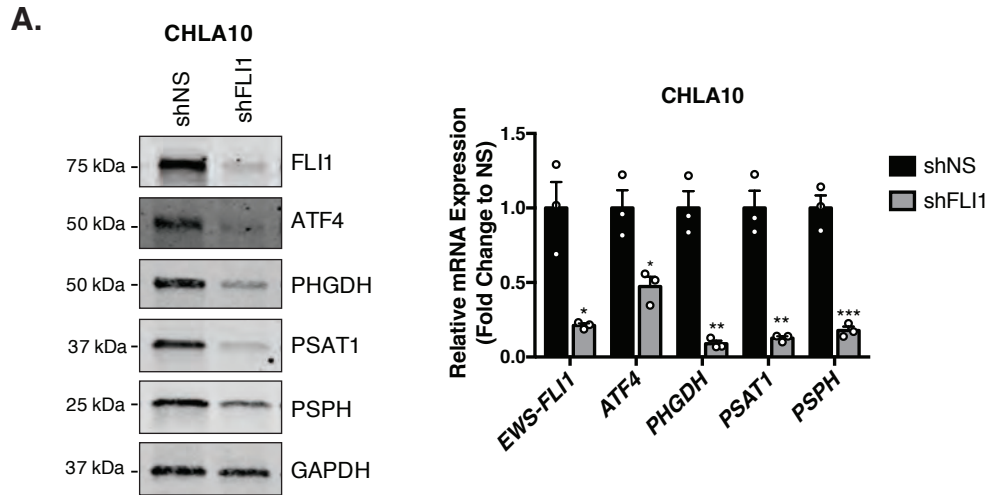 A.
CHLA10
shNS
shFLI1
75 kDa -
FLI1
50 kDa -
ATF4
50 kDa -
PHGDH
37 kDa -
PSAT1
25 kDa -
PSPH
37 kDa -
GAPDH
CHLA10
Relative mRNA Expression
(Fold Change to NS)
1.5
1.0
0.5
0.0
*
*
**
**
***
EWS-FLI1
ATF4
PHGDH
PSAT1
PSPH
shNS
shFLI1